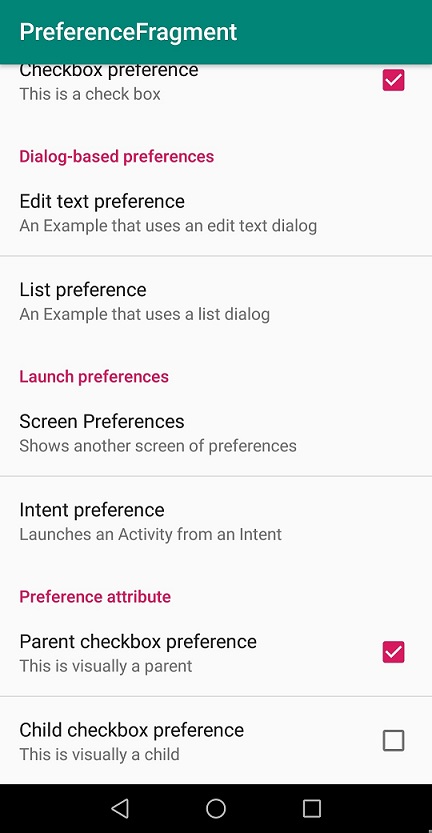 PreferenceFragment
Checkbox preference
This is a check box
Dialog-based preferences
Edit text preference
An Example that uses an edit text dialog
List preference
An Example that uses a list dialog
Launch preferences
Screen Preferences
Shows another screen of preferences
Intent preference
Launches an Activity from an Intent
Preference attribute
Parent checkbox preference
This is visually a parent
Child checkbox preference
This is visually a child